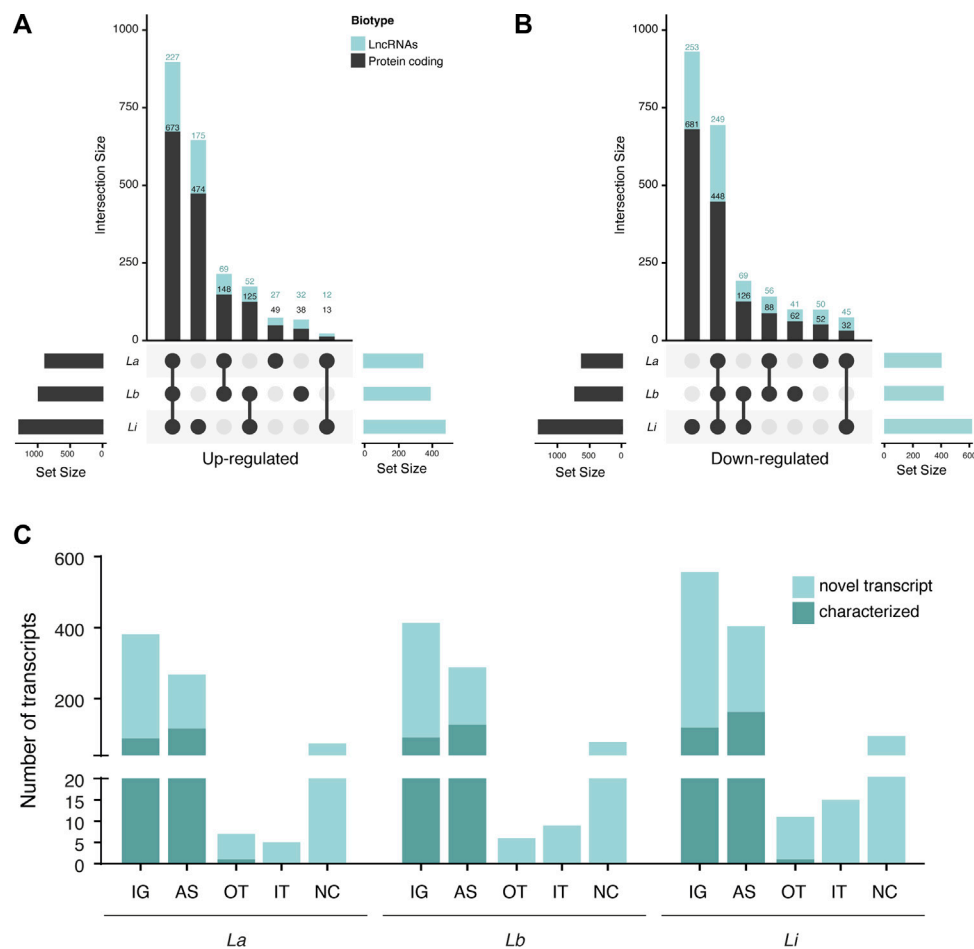 A
1000
750
500
250
0
Intersection Size
Biotype
LncRNAs
Protein coding
227
673
175
474
69
148
52
125
27
49
32
38
12
13
La
Lb
Li
1000 500 0
Set Size
Up-regulated
0 200 400
Set Size
B
1000
750
500
250
0
Intersection Size
253
681
249
448
69
126
56
88
41
62
50
52
45
32
La
Lb
Li
1000 500 0
Set Size
Down-regulated
0 200 400 600
Set Size
C
Number of transcripts
600
400
200
20
15
10
5
0
novel transcript
characterized
IG AS OT IT NC IG AS OT IT NC IG AS OT IT NC
La Lb Li